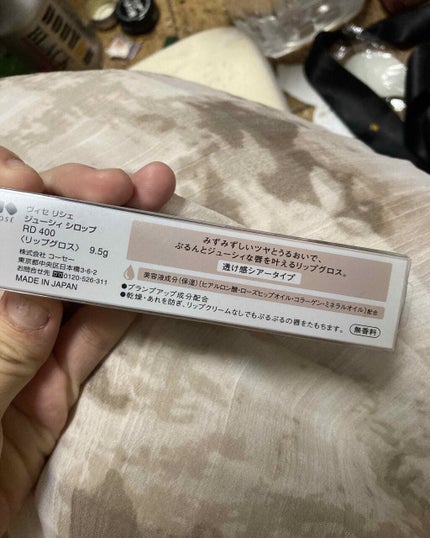 OSE
ヴィセ リシェ
ジューシィ シロップ
RD 400
〈リップグロス〉 9.5g
株式会社 コーセー
東京都中央区日本橋3-6-2
お問合せ先 0120-526-311
MADE IN JAPAN
みずみずしいツヤとうるおいで、
ぷるんとジューシィな唇を叶えるリップグロス。
透け感シアータイプ
美容液成分(保湿)[ヒアルロン酸・ローズヒップオイル・コラーゲン・ミネラルオイル]配合
●プランプアップ成分配合
●乾燥・あれを防ぎ、リップクリームなしでもぷるぷるの唇をたもちます。 無香料
BLACK